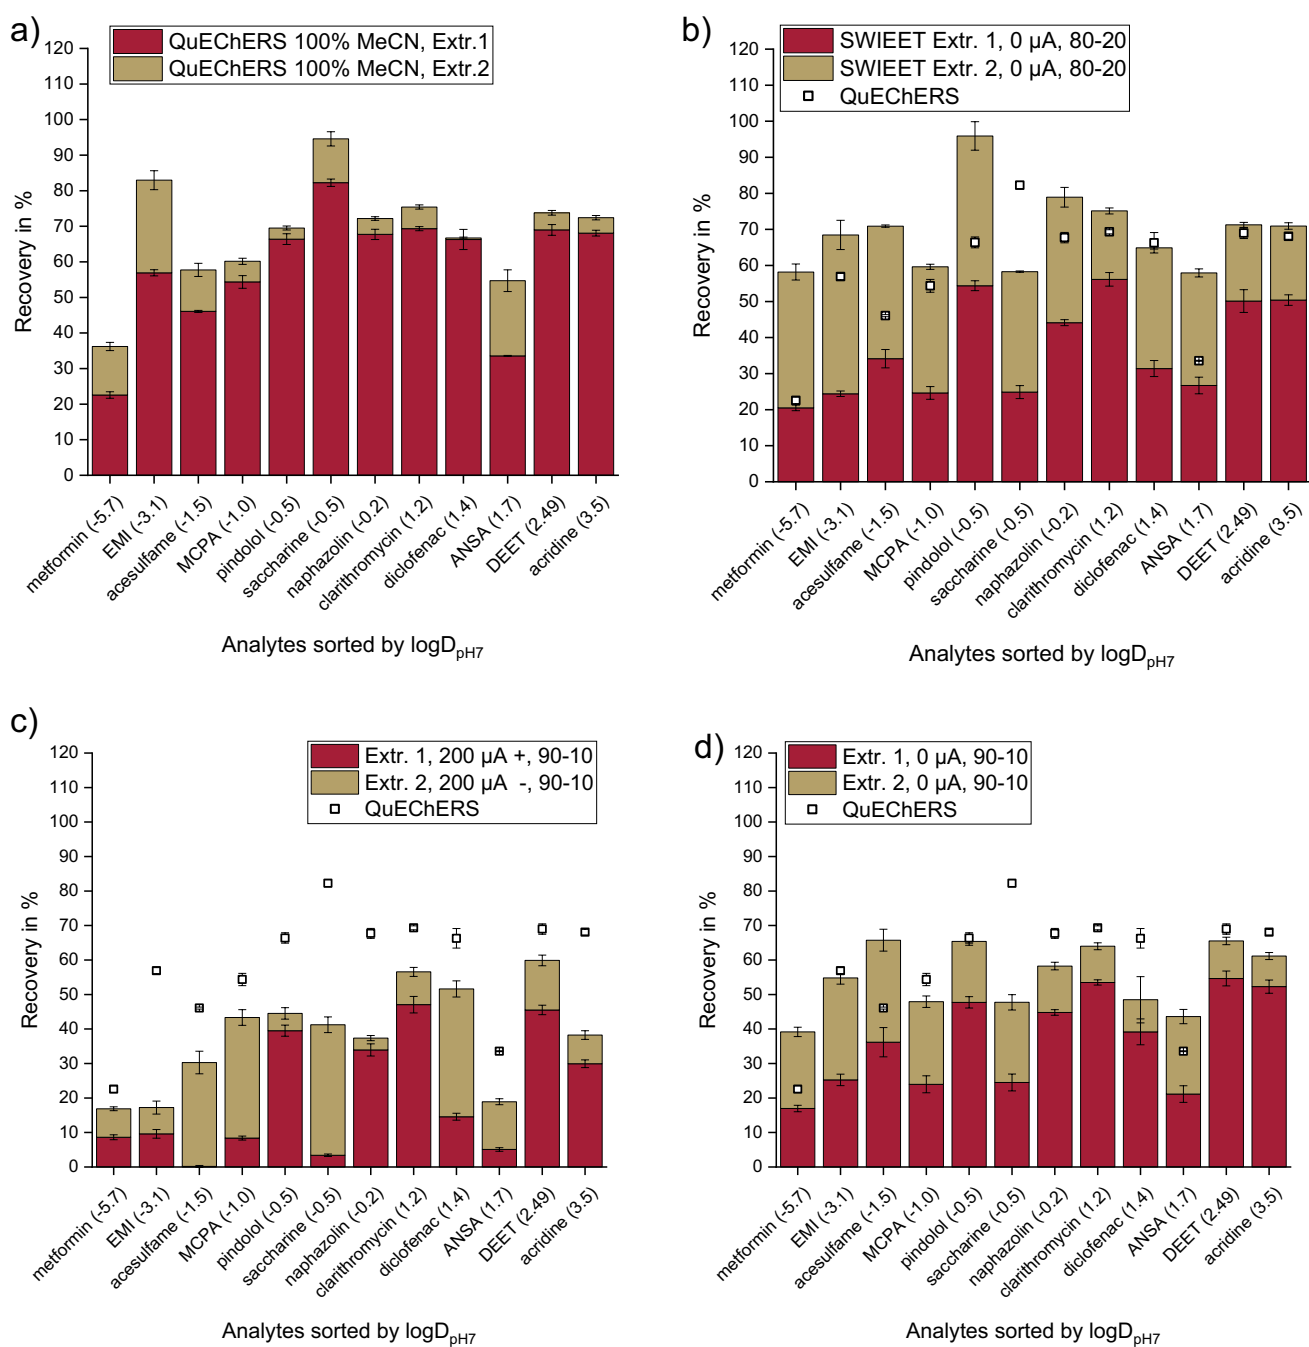 a)
QuEChERS 100% MeCN, Extr.1
QuEChERS 100% MeCN, Extr.2
Recovery in %
120
110
100
90
80
70
60
50
40
30
20
10
0
metformin (-5.7)
EMI (-3.1)
acesulfame (-1.5)
MCPA (-1.0)
pindolol (-0.5)
saccharine (-0.5)
naphazolin (-0.2)
clarithromycin (1.2)
diclofenac (1.4)
ANSA (1.7)
DEET (2.49)
acridine (3.5)
Analytes sorted by logDpH7
b)
SWIEET Extr. 1, 0 µA, 80-20
SWIEET Extr. 2, 0 µA, 80-20
QuEChERS
Recovery in %
120
110
100
90
80
70
60
50
40
30
20
10
0
metformin (-5.7)
EMI (-3.1)
acesulfame (-1.5)
MCPA (-1.0)
pindolol (-0.5)
saccharine (-0.5)
naphazolin (-0.2)
clarithromycin (1.2)
diclofenac (1.4)
ANSA (1.7)
DEET (2.49)
acridine (3.5)
Analytes sorted by logDpH7
c)
Extr. 1, 200 µA +, 90-10
Extr. 2, 200 µA -, 90-10
QuEChERS
Recovery in %
120
110
100
90
80
70
60
50
40
30
20
10
0
metformin (-5.7)
EMI (-3.1)
acesulfame (-1.5)
MCPA (-1.0)
pindolol (-0.5)
saccharine (-0.5)
naphazolin (-0.2)
clarithromycin (1.2)
diclofenac (1.4)
ANSA (1.7)
DEET (2.49)
acridine (3.5)
Analytes sorted by logDpH7
d)
Extr. 1, 0 µA, 90-10
Extr. 2, 0 µA, 90-10
QuEChERS
Recovery in %
120
110
100
90
80
70
60
50
40
30
20
10
0
metformin (-5.7)
EMI (-3.1)
acesulfame (-1.5)
MCPA (-1.0)
pindolol (-0.5)
saccharine (-0.5)
naphazolin (-0.2)
clarithromycin (1.2)
diclofenac (1.4)
ANSA (1.7)
DEET (2.49)
acridine (3.5)
Analytes sorted by logDpH7